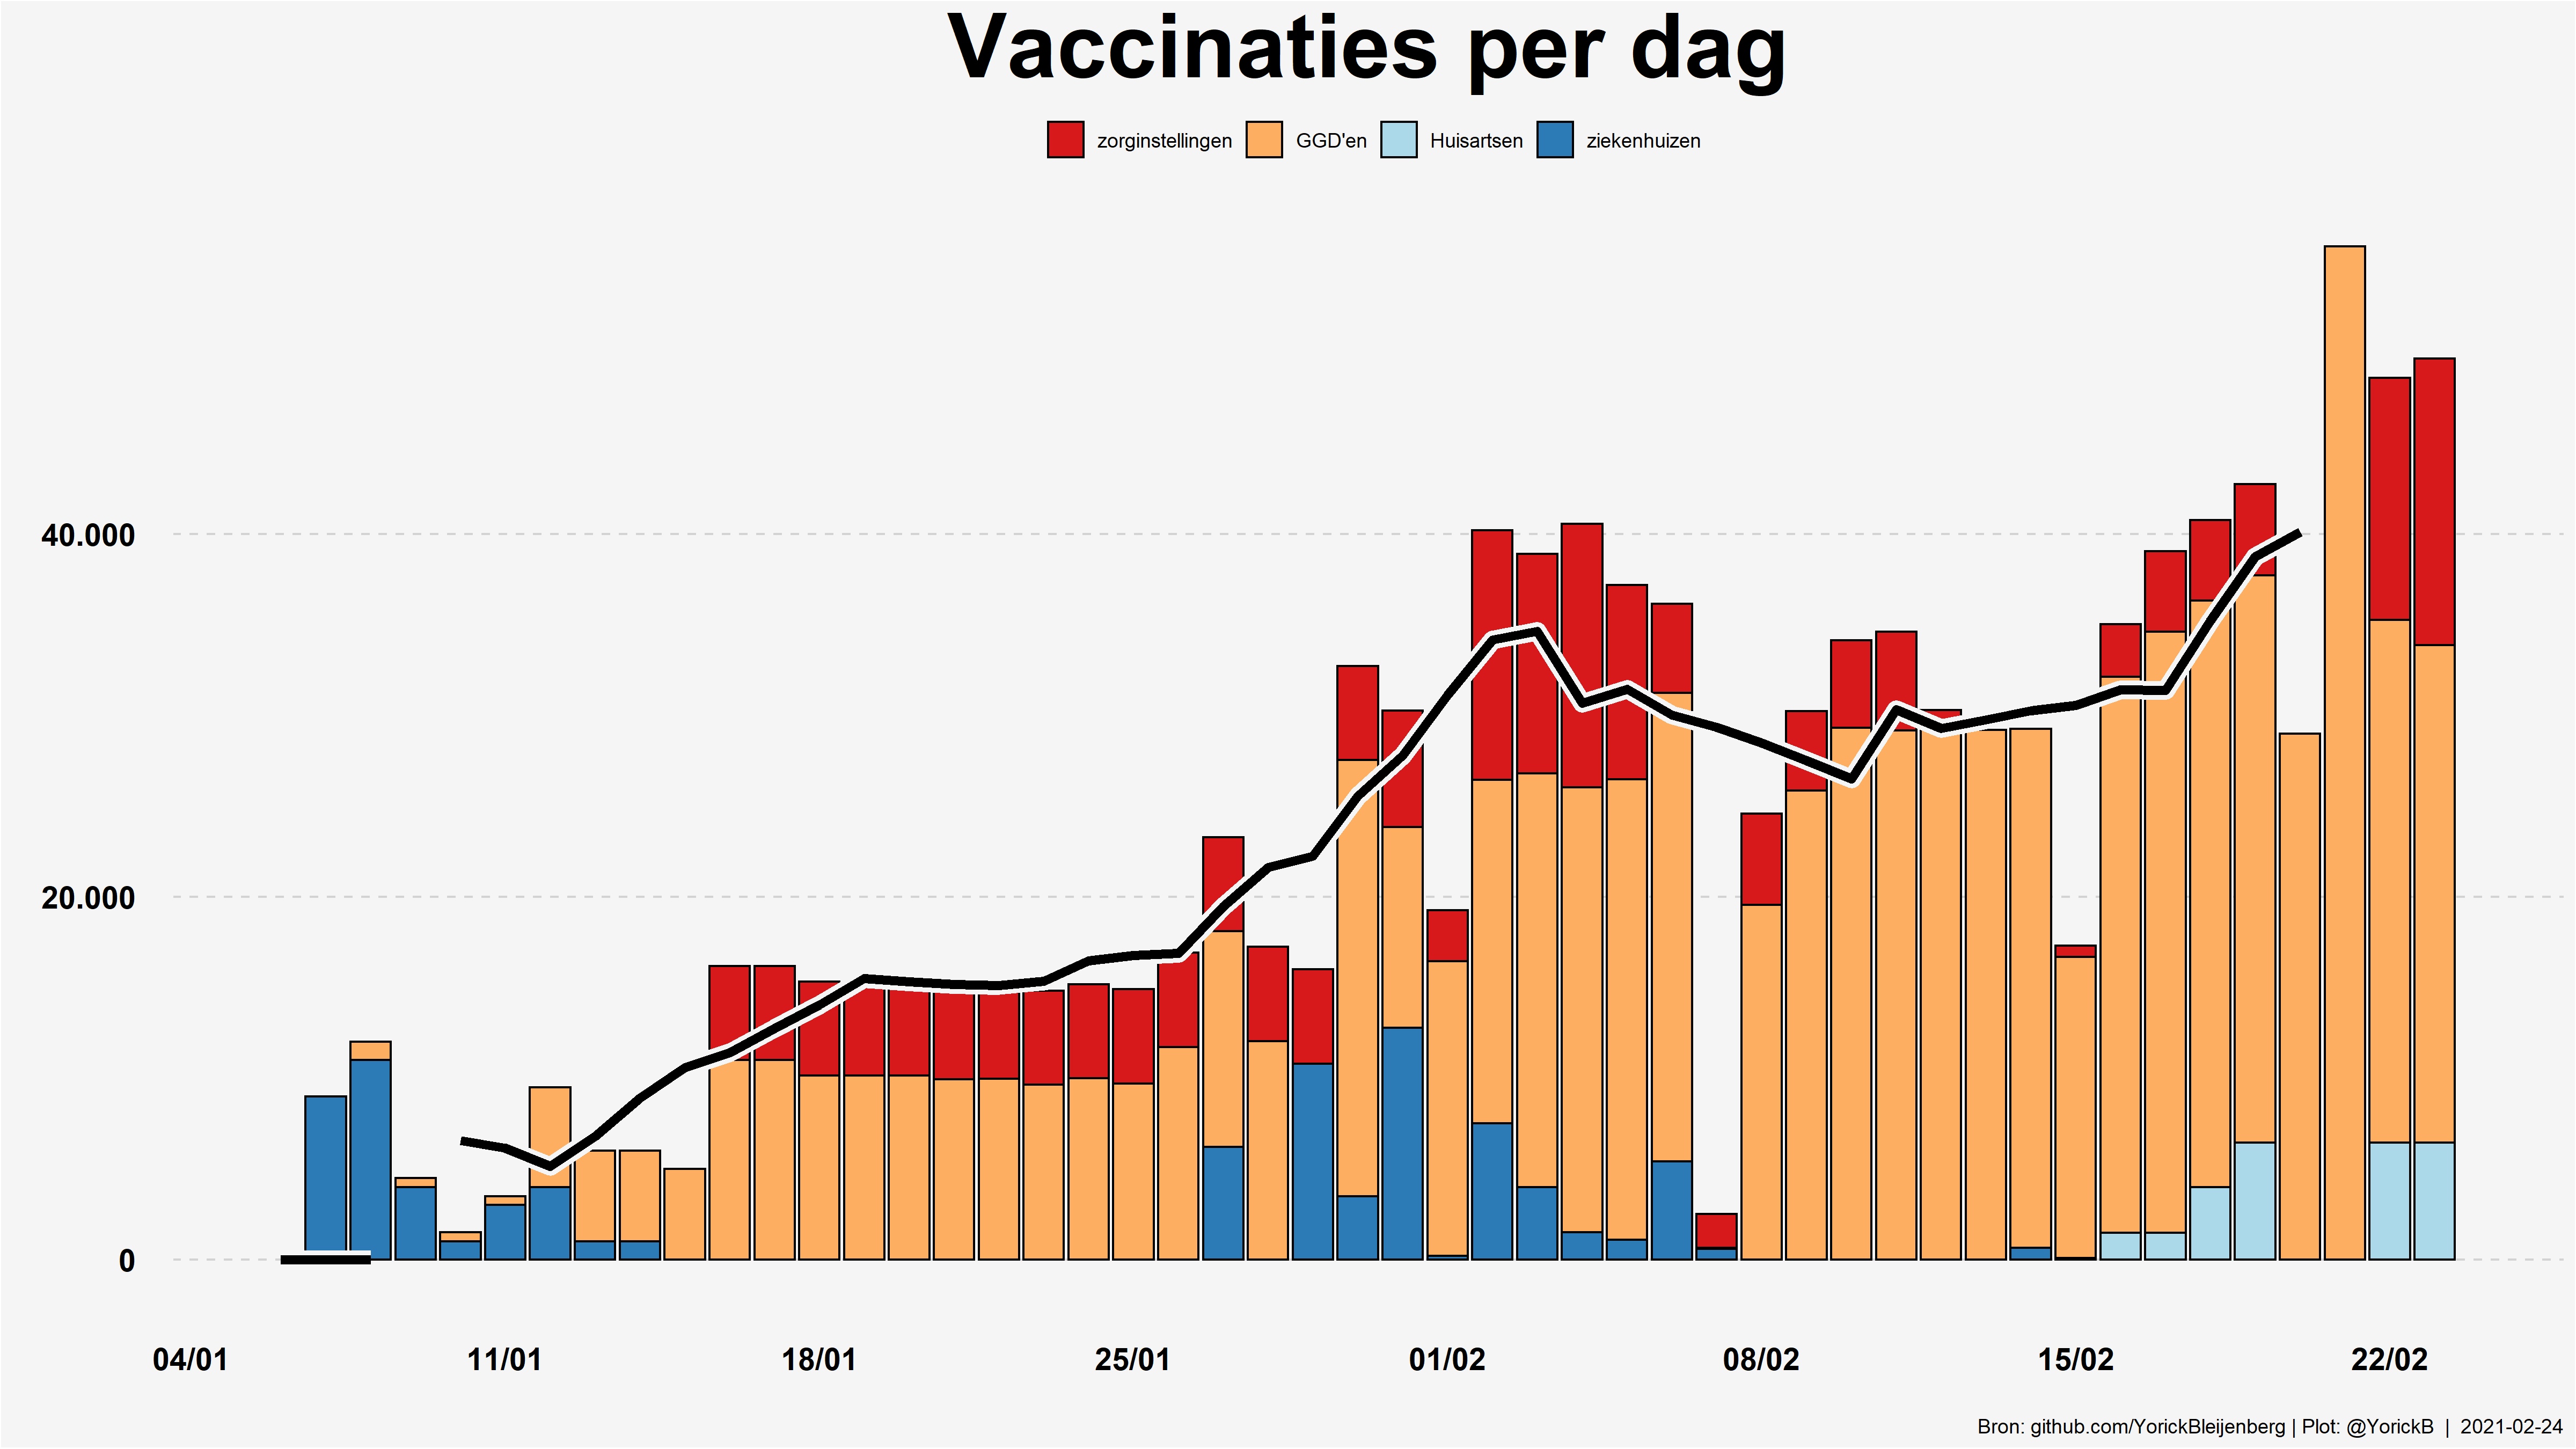 Vaccinaties per dag
zorginstellingen GGD'en Huisartsen ziekenhuizen
40.000
20.000
0
04/01 11/01 18/01 25/01 01/02 08/02 15/02 22/02
Bron: github.com/YorickBleijenberg | Plot: @YorickB | 2021-02-24